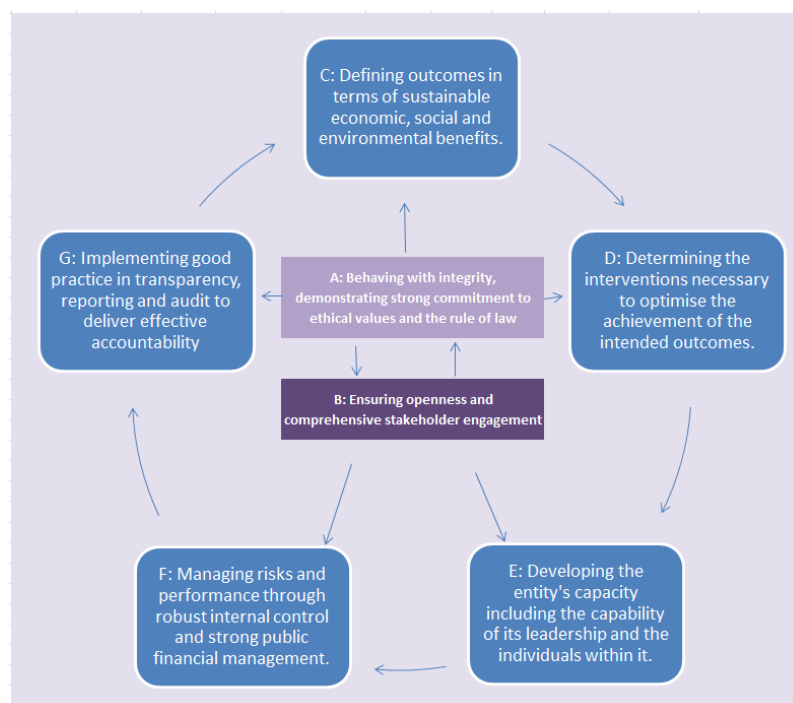 C: Defining outcomes in
terms of sustainable
economic, social and
environmental benefits.
G: Implementing good
practice in transparency,
reporting and audit to
deliver effective
accountability
A: Behaving with integrity,
demonstrating strong commitment to
ethical values and the rule of law
D: Determining the
interventions necessary
to optimise the
achievement of the
intended outcomes.
B: Ensuring openness and
comprehensive stakeholder engagement
F: Managing risks and
performance through
robust internal control
and strong public
financial management.
E: Developing the
entity's capacity
including the capability
of its leadership and the
individuals within it.